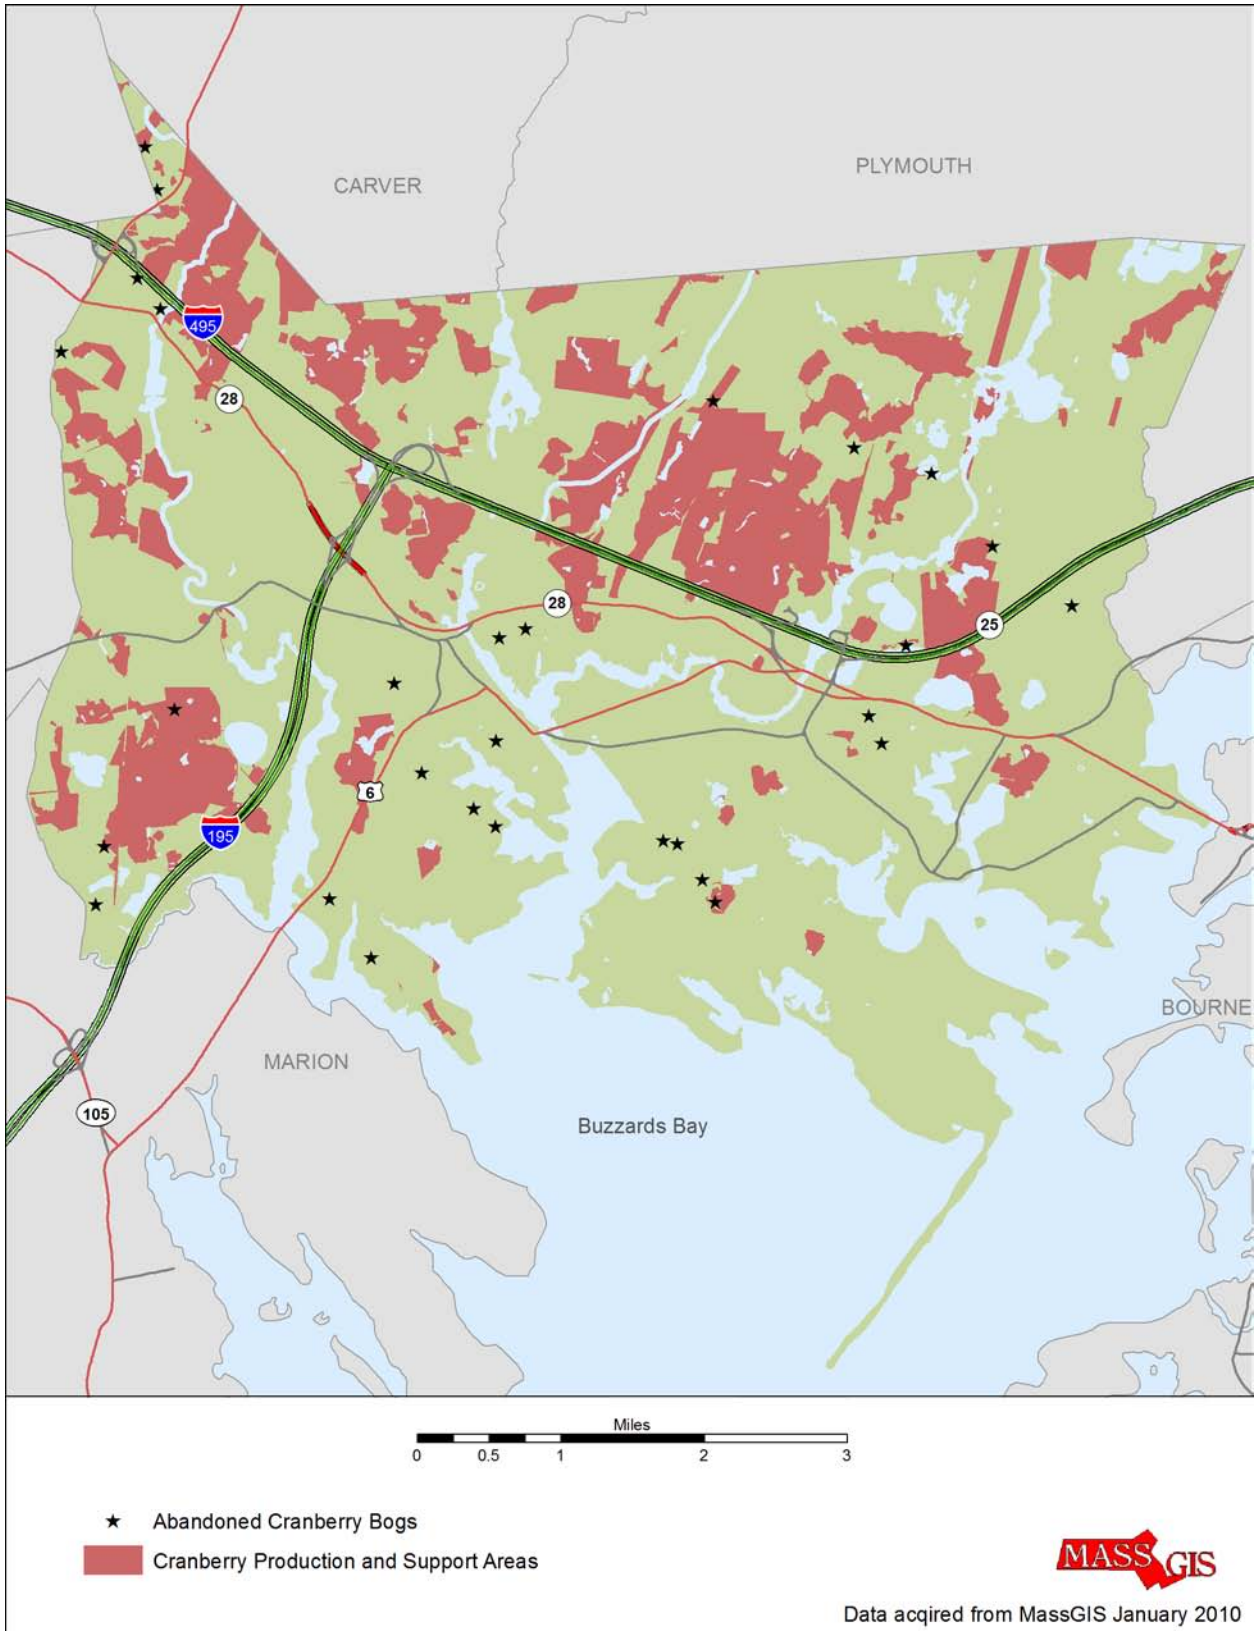 PLYMOUTH
CARVER
495
28
28
25
6
195
BOURNE
MARION
105
Buzzards Bay
Miles
0 0.5 1 2 3
Abandoned Cranberry Bogs
Cranberry Production and Support Areas
MASS GIS
Data acqired from MassGIS January 2010